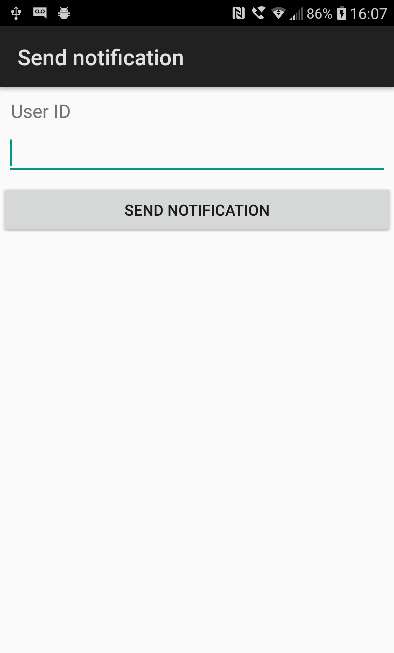 86% 16:07
Send notification
User ID
SEND NOTIFICATION